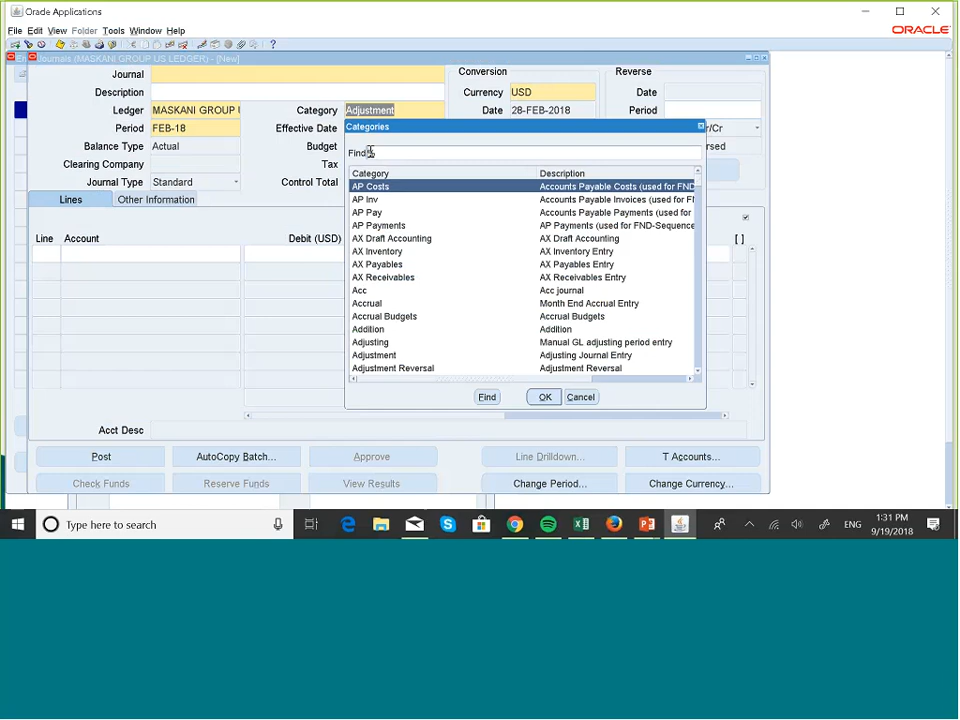 Oracle Applications
File Edit View Folder Tools Window Help
ORACLE
Journals (MASKANI GROUP US LEDGER) - [New]
Journal
Conversion
Reverse
Description
Currency USD
Date
Ledger MASKANI GROUP U
Category Adjustment
Date 28-FEB-2018
Period
Period FEB-18
Effective Date
Categories
r/Cr
Balance Type Actual
Budget
Find %
rsed
Clearing Company
Tax
Journal Type Standard
Control Total
Category Description
AP Costs Accounts Payable Costs (used for FND-
AP Inv Accounts Payable Invoices (used for F
AP Pay Accounts Payable Payments (used for
AP Payments AP Payments (used for FND-Sequence
AX Draft Accounting AX Draft Accounting
AX Inventory AX Inventory Entry
AX Payables AX Payables Entry
AX Receivables AX Receivables Entry
Acc Acc journal
Accrual Month End Accrual Entry
Accrual Budgets Accrual Budgets
Addition Addition
Adjusting Manual GL adjusting period entry
Adjustment Adjusting Journal Entry
Adjustment Reversal Adjustment Reversal
Find OK Cancel
Lines Other Information
Line Account Debit (USD) [ ]
Acct Desc
Post AutoCopy Batch... Approve Line Drilldown... T Accounts...
Check Funds Reserve Funds View Results Change Period... Change Currency...
Type here to search
ENG
1:31 PM
9/19/2018